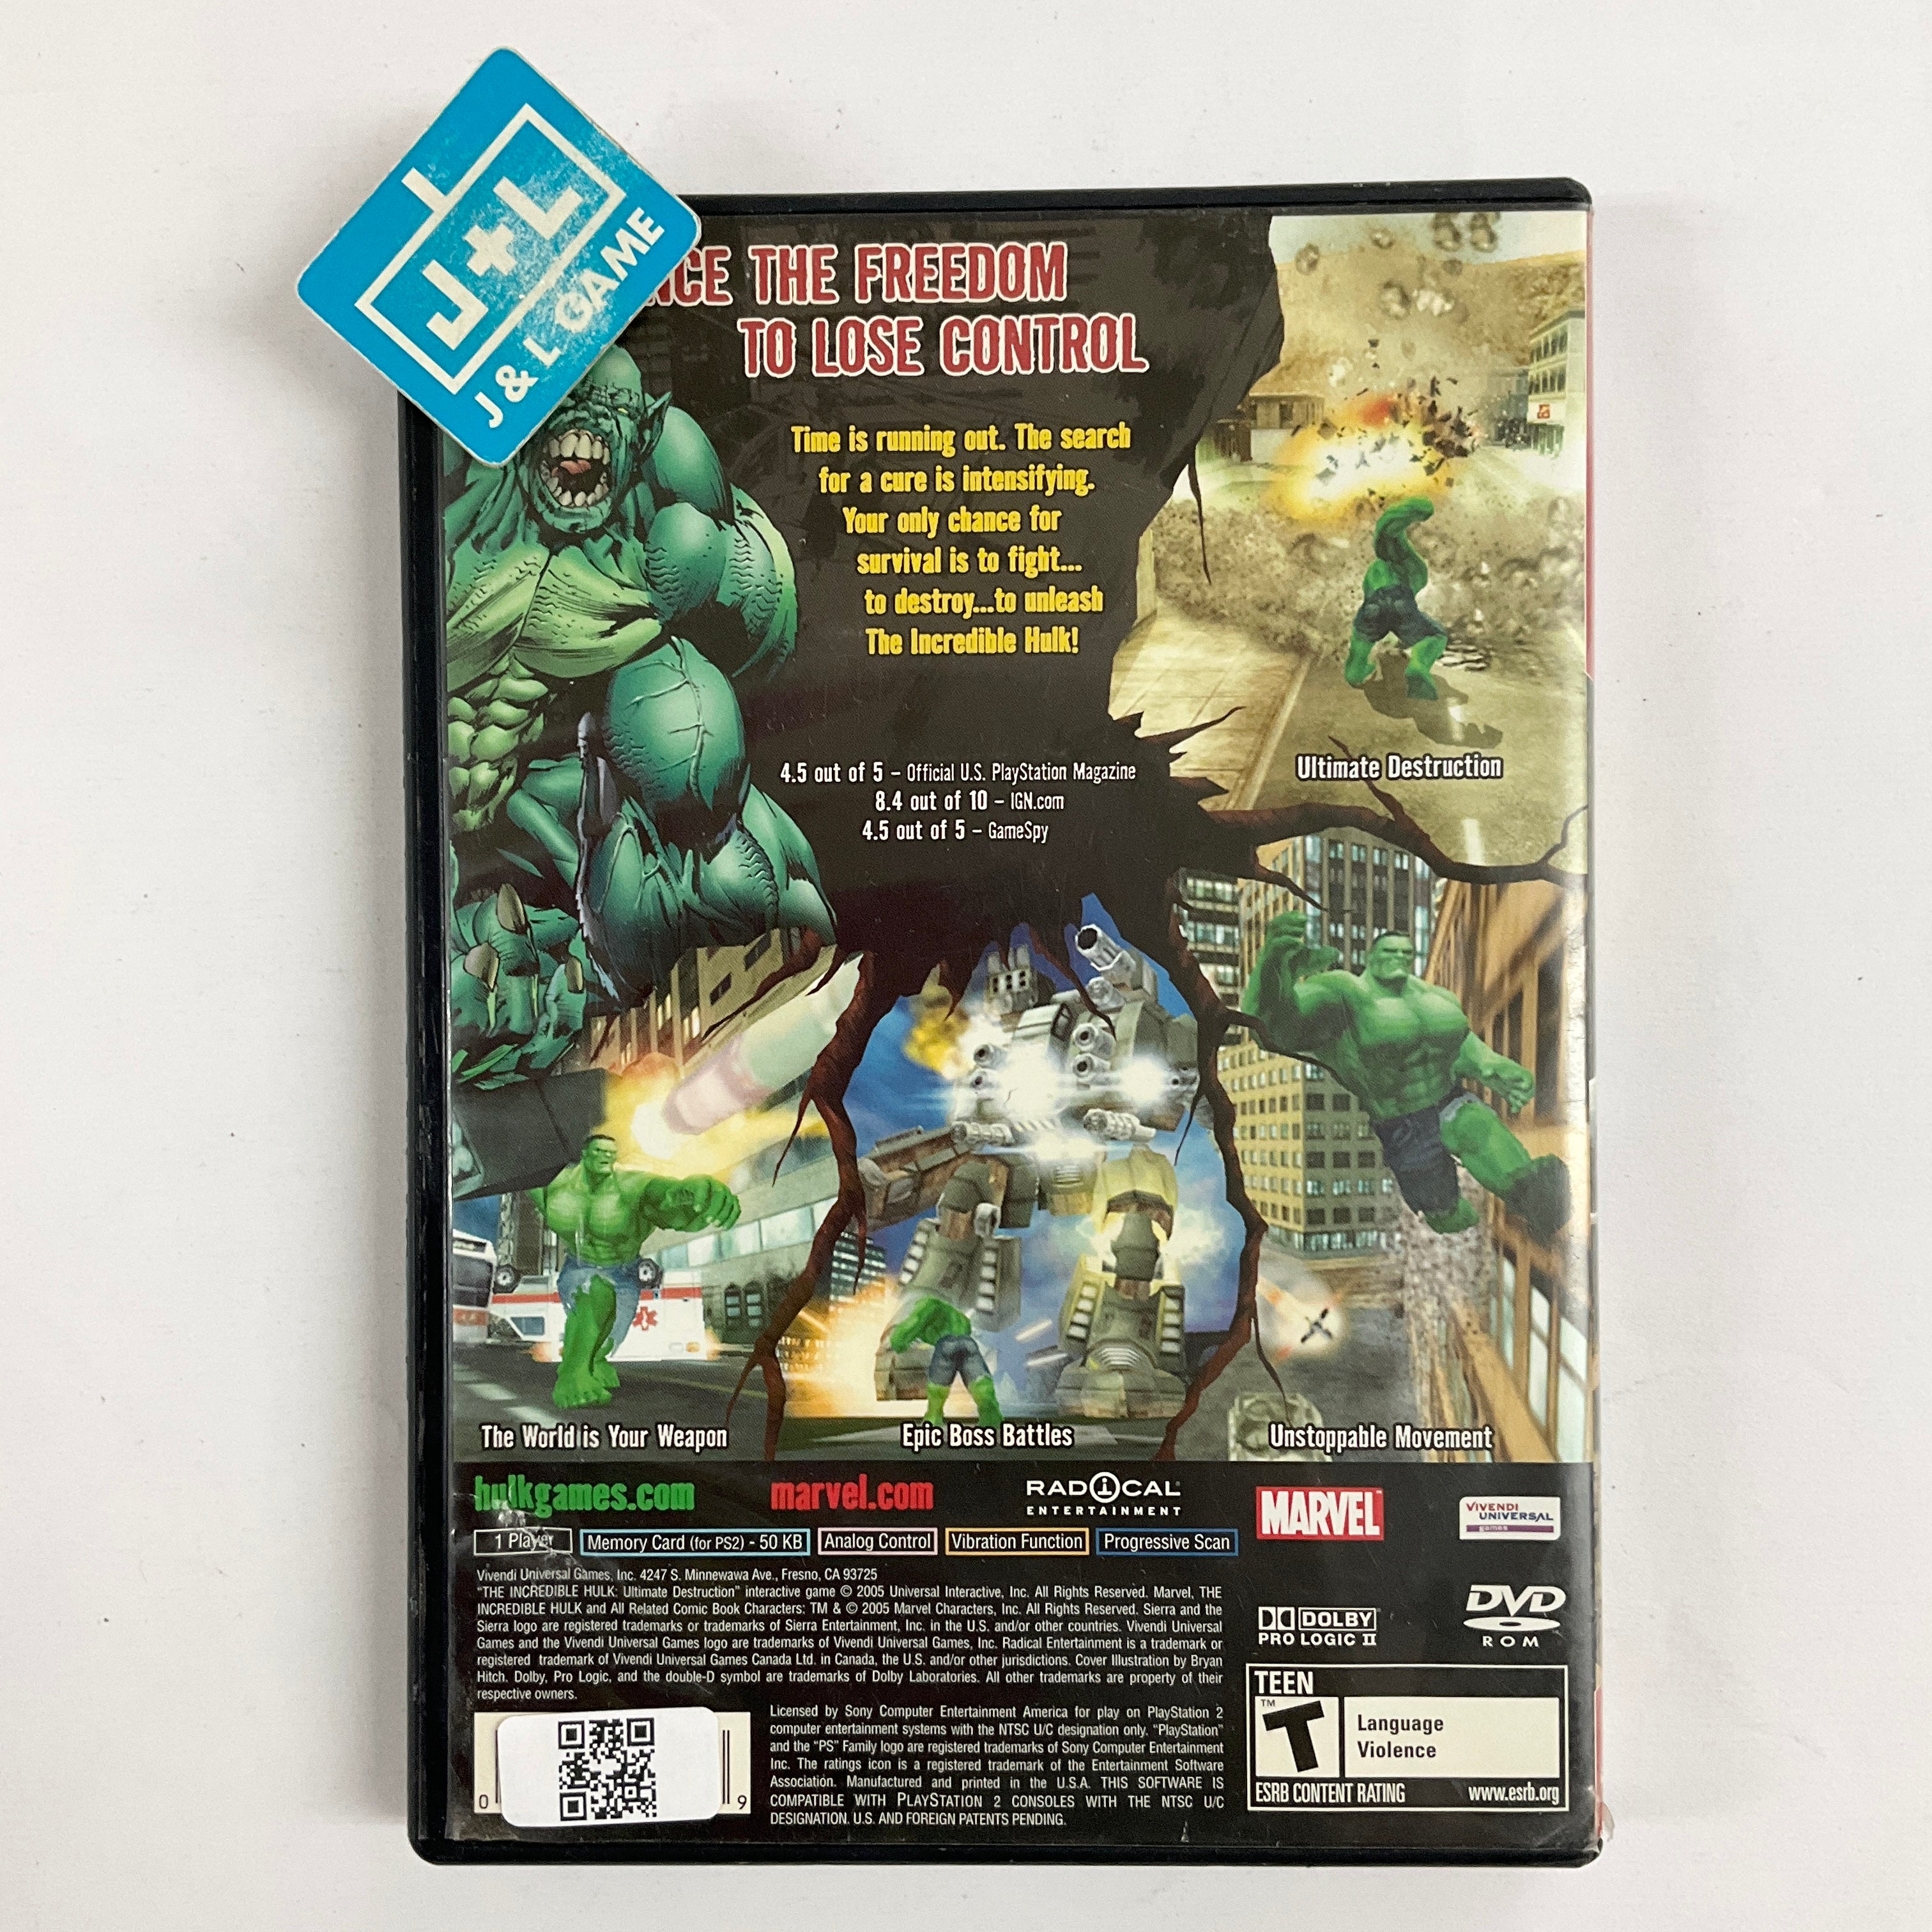 J+L
J & L GAME
THE FREEDOM
TO LOSE CONTROL
Time is running out. The search
for a cure is intensifying.
Your only chance for
survival is to fight...
to destroy...to unleash
The Incredible Hulk!
4.5 out of 5 – Official U.S. PlayStation Magazine
8.4 out of 10 – IGN.com
4.5 out of 5 – GameSpy
Ultimate Destruction
The World is Your Weapon
Epic Boss Battles
Unstoppable Movement
hulkgames.com
marvel.com
RADICAL
ENTERTAINMENT
MARVEL
VIVENDI
UNIVERSAL
games
1 Player
Memory Card (for PS2) - 50 KB
Analog Control
Vibration Function
Progressive Scan
Vivendi Universal Games, Inc. 4247 S. Minnewawa Ave., Fresno, CA 93725
"THE INCREDIBLE HULK: Ultimate Destruction" interactive game © 2005 Universal Interactive, Inc. All Rights Reserved. Marvel, THE
INCREDIBLE HULK and All Related Comic Book Characters: TM & © 2005 Marvel Characters, Inc. All Rights Reserved. Sierra and the
Sierra logo are registered trademarks or trademarks of Sierra Entertainment, Inc. in the U.S. and/or other countries. Vivendi Universal
Games and the Vivendi Universal Games logo are trademarks of Vivendi Universal Games, Inc. Radical Entertainment is a trademark or
registered trademark of Vivendi Universal Games Canada Ltd. in Canada, the U.S. and/or other jurisdictions. Cover Illustration by Bryan
Hitch. Dolby, Pro Logic, and the double-D symbol are trademarks of Dolby Laboratories. All other trademarks are property of their
respective owners.
Licensed by Sony Computer Entertainment America for play on PlayStation 2
computer entertainment systems with the NTSC U/C designation only. "PlayStation"
and the "PS" Family logo are registered trademarks of Sony Computer Entertainment
Inc. The ratings icon is a registered trademark of the Entertainment Software
Association. Manufactured and printed in the U.S.A. THIS SOFTWARE IS
COMPATIBLE WITH PLAYSTATION 2 CONSOLES WITH THE NTSC U/C
DESIGNATION. U.S. AND FOREIGN PATENTS PENDING.
0 9
DOLBY
PRO LOGIC II
DVD
ROM
TEEN
T™
Language
Violence
ESRB CONTENT RATING www.esrb.org